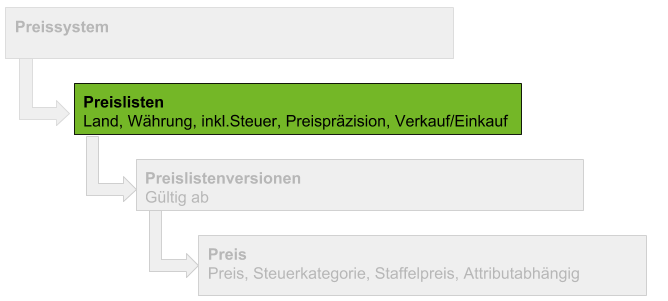 Preissystem
Preislisten
Land, Währung, inkl.Steuer, Preispräzision, Verkauf/Einkauf
Preislistenversionen
Gültig ab
Preis
Preis, Steuerkategorie, Staffelpreis, Attributabhängig